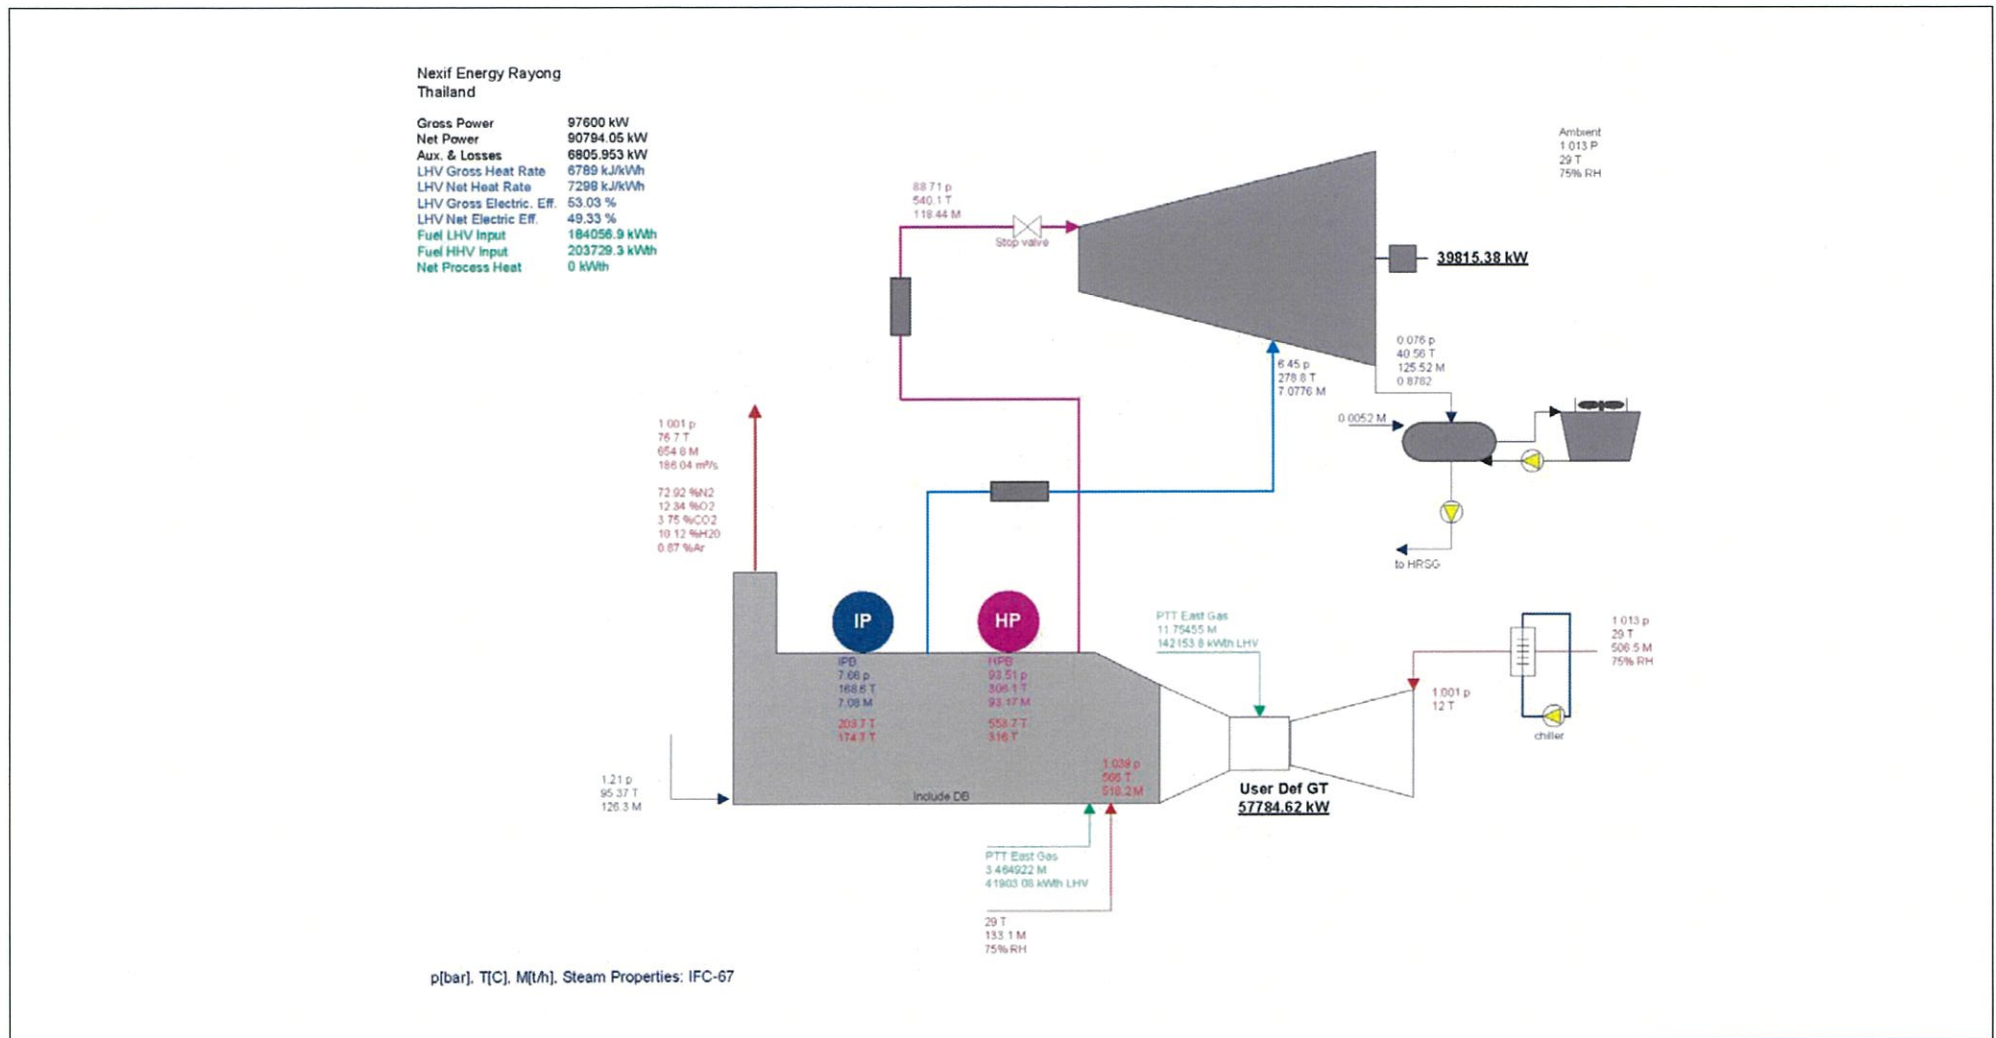 Nexif Energy Rayong
Thailand
Gross Power 97600 kW
Net Power 90794.05 kW
Aux. & Losses 6805.953 kW
LHV Gross Heat Rate 6789 kJ/kWh
LHV Net Heat Rate 7298 kJ/kWh
LHV Gross Electric. Eff. 53.03 %
LHV Net Electric Eff. 49.33 %
Fuel LHV Input 184056.9 kWth
Fuel HHV Input 203729.3 kWth
Net Process Heat 0 kWth
Ambient
1.013 P
29 T
75% RH
88.71 p
540.1 T
118.44 M
Stop valve
39815.38 kW
0.076 p
40.56 T
125.52 M
0.8782
6.45 p
278.8 T
7.0776 M
0.0052 M
to HRSG
1.001 p
76.7 T
654.8 M
186.04 m³/s
72.92 %N2
12.34 %O2
3.75 %CO2
10.12 %H2O
0.87 %Ar
IP
HP
IPB
7.66 p
168.6 T
7.08 M
203.7 T
174.7 T
HPB
93.51 p
306.1 T
93.17 M
553.7 T
316 T
PTT East Gas
11.75455 M
142153.8 kWth LHV
1.013 p
29 T
506.5 M
75% RH
1.001 p
12 T
chiller
1.039 p
566 T
518.2 M
User Def GT
57784.62 kW
1.21 p
95.37 T
126.3 M
Include DB
PTT East Gas
3.464922 M
41903.08 kWth LHV
29 T
133.1 M
75% RH
p[bar], T[C], M[t/h], Steam Properties: IFC-67